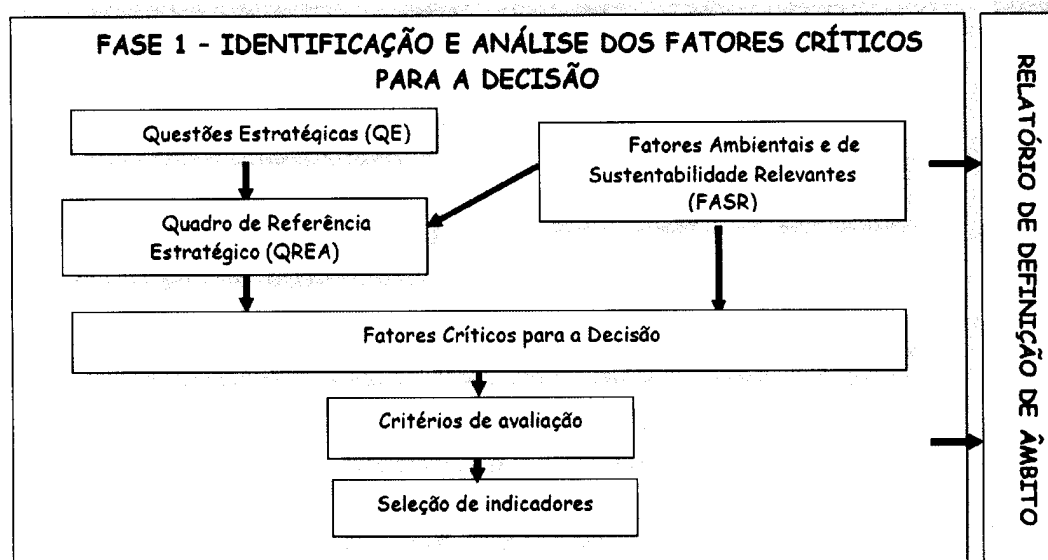 FASE 1 - IDENTIFICAÇÃO E ANÁLISE DOS FATORES CRÍTICOS
PARA A DECISÃO
Questões Estratégicas (QE)
Fatores Ambientais e de
Sustentabilidade Relevantes
(FASR)
Quadro de Referência
Estratégico (QREA)
Fatores Críticos para a Decisão
Critérios de avaliação
Seleção de indicadores
RELATÓRIO DE DEFINIÇÃO DE ÂMBITO